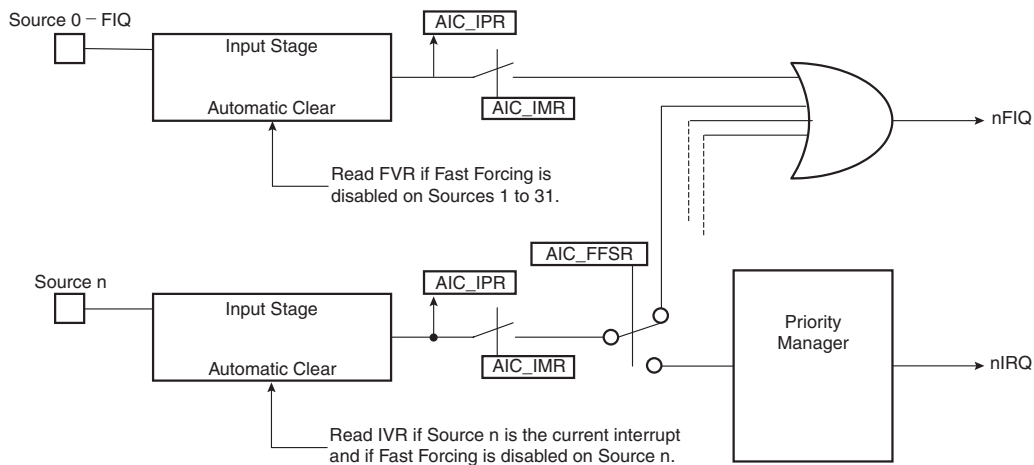 Source 0 – FIQ
AIC_IPR
Input Stage
Automatic Clear
AIC_IMR
nFIQ
Read FVR if Fast Forcing is
disabled on Sources 1 to 31.
AIC_FFSR
Source n
AIC_IPR
Input Stage
Priority
Manager
Automatic Clear
AIC_IMR
nIRQ
Read IVR if Source n is the current interrupt
and if Fast Forcing is disabled on Source n.